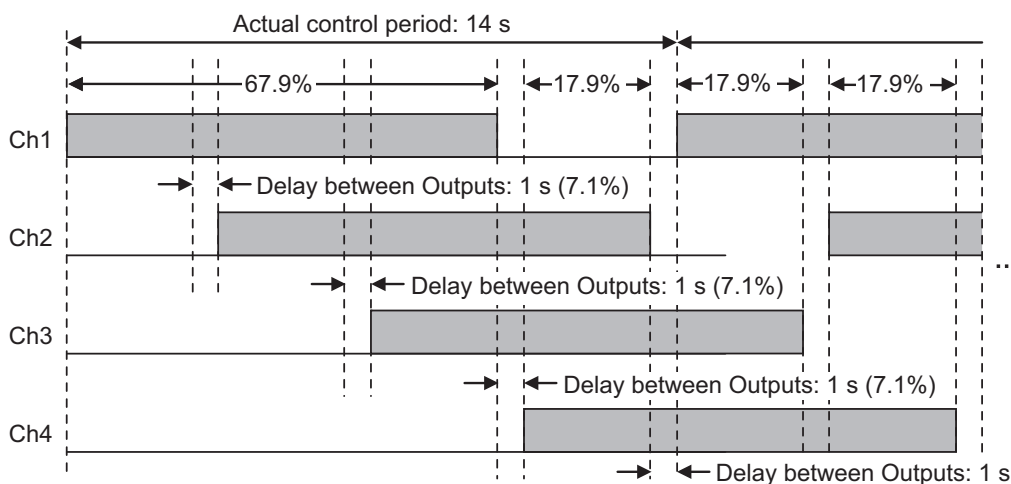 Actual control period: 14 s
67.9%
17.9%
17.9%
17.9%
Ch1
Delay between Outputs: 1 s (7.1%)
Ch2
Delay between Outputs: 1 s (7.1%)
Ch3
Delay between Outputs: 1 s (7.1%)
Ch4
Delay between Outputs: 1 s